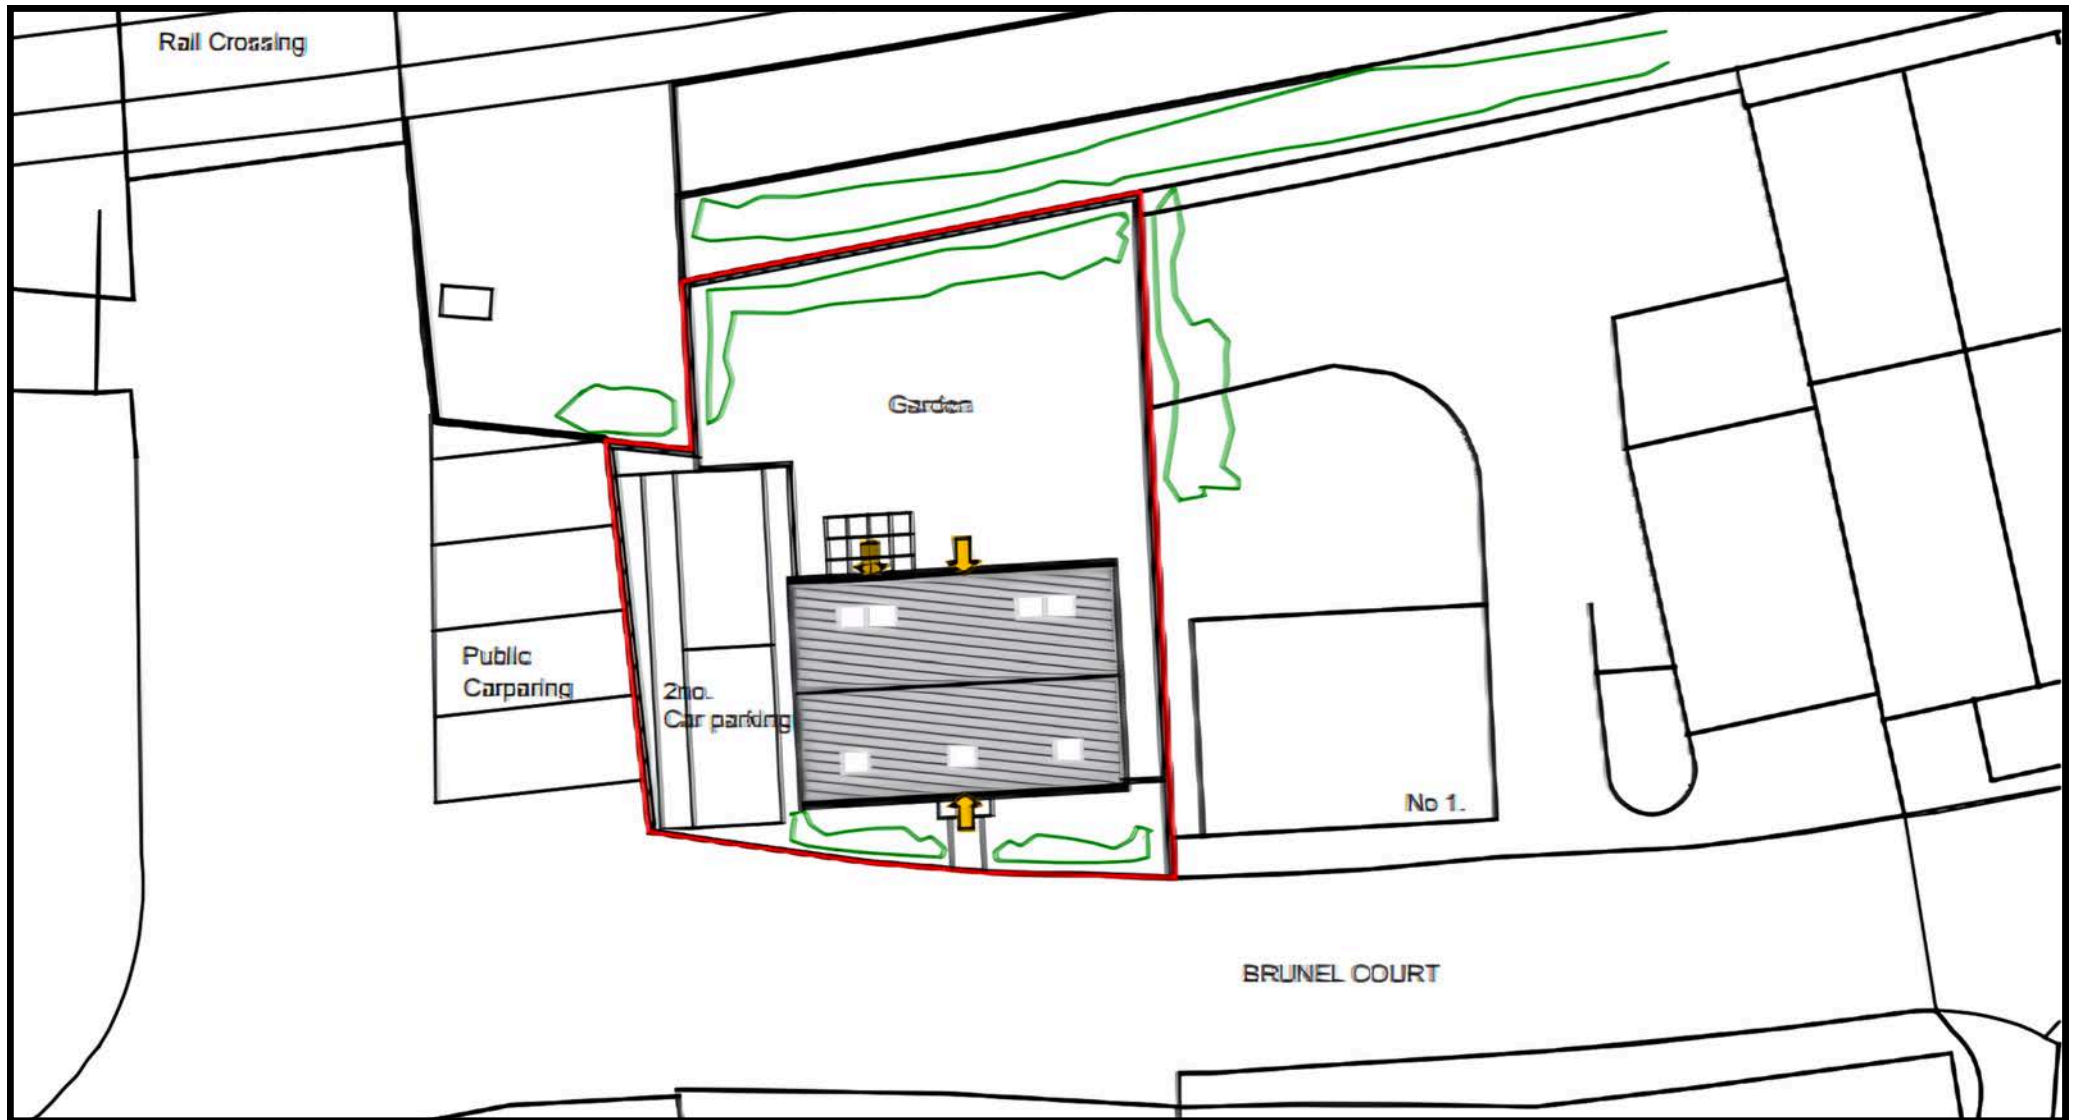 Rail Crossing
Garden
Public
Carparing
2no.
Car parking
No 1.
BRUNEL COURT